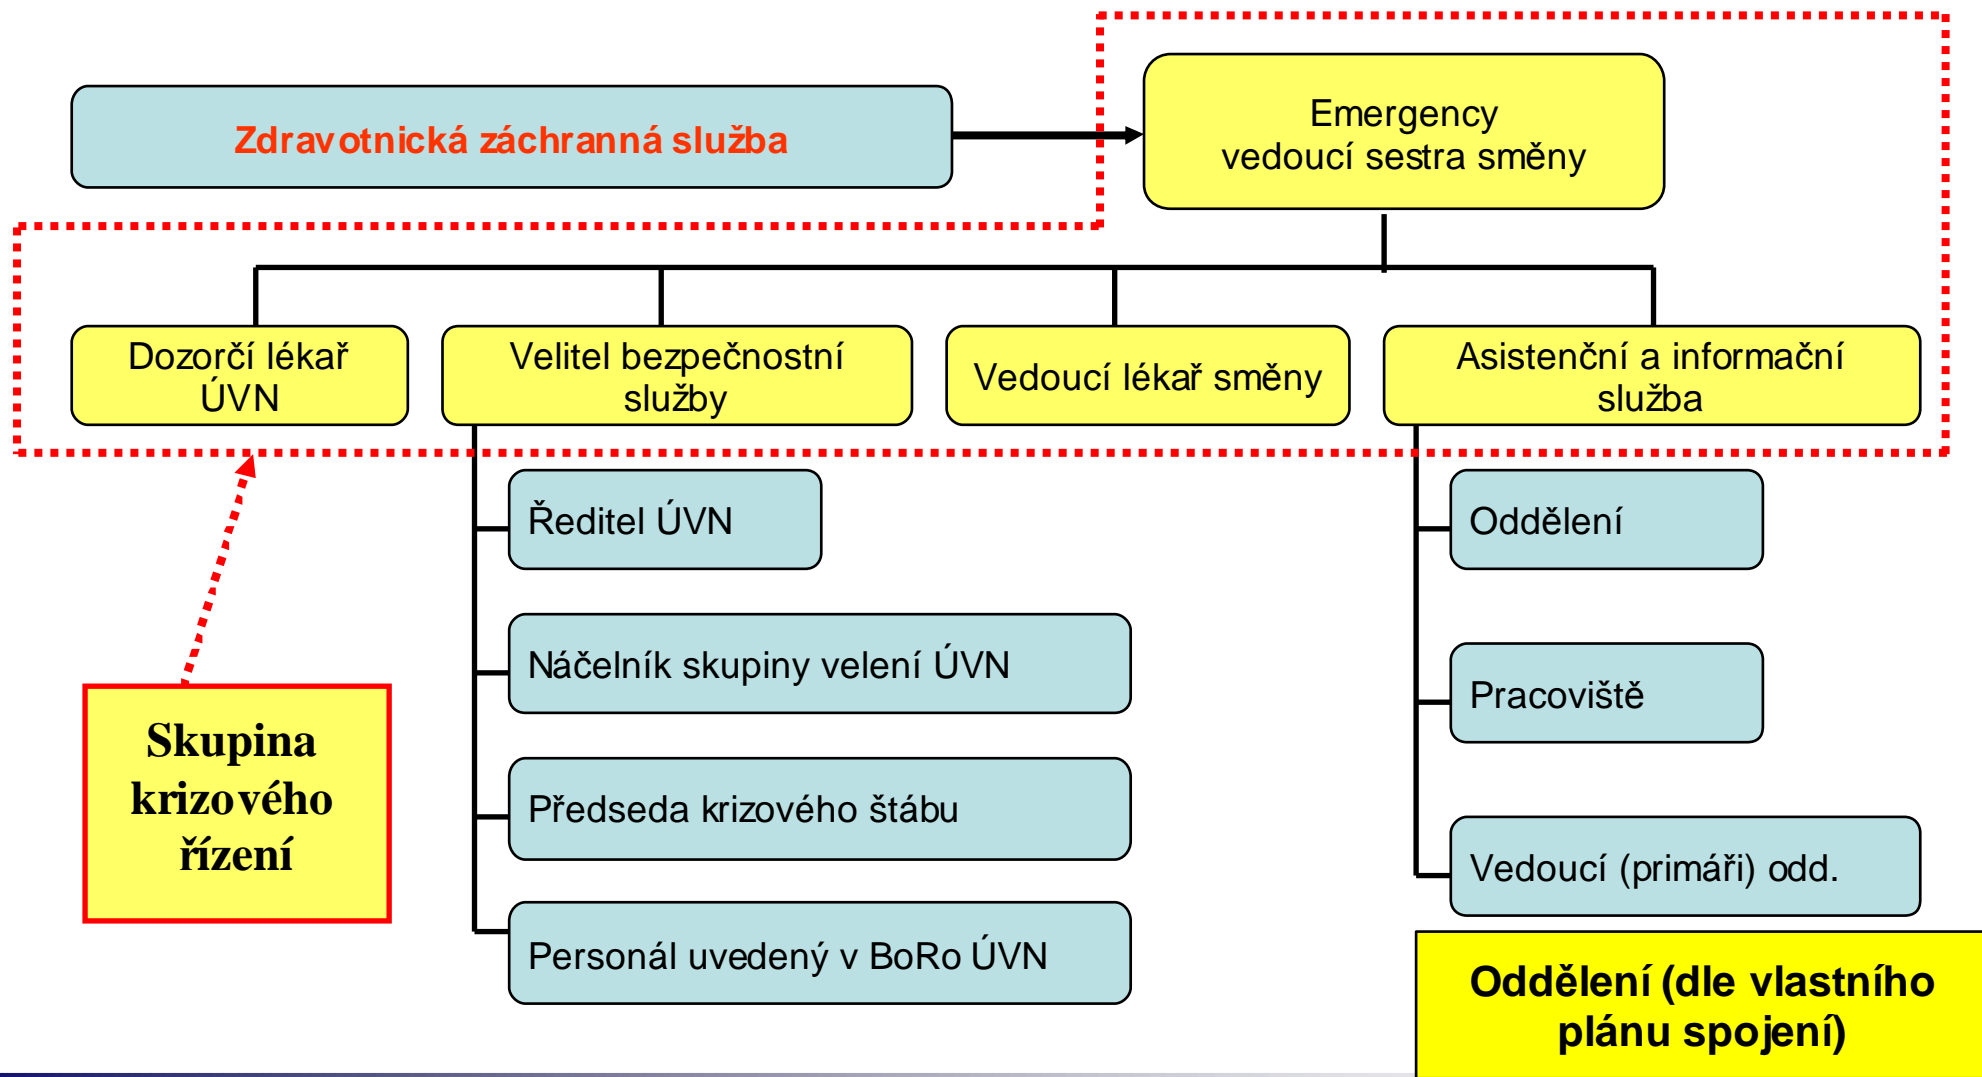 Zdravotnická záchranná služba
Emergency
vedoucí sestra směny
Dozorčí lékař
ÚVN
Velitel bezpečnostní
služby
Vedoucí lékař směny
Asistenční a informační
služba
Ředitel ÚVN
Náčelník skupiny velení ÚVN
Předseda krizového štábu
Personál uvedený v BoRo ÚVN
Oddělení
Pracoviště
Vedoucí (primáři) odd.
Skupina
krizového
řízení
Oddělení (dle vlastního
plánu spojení)